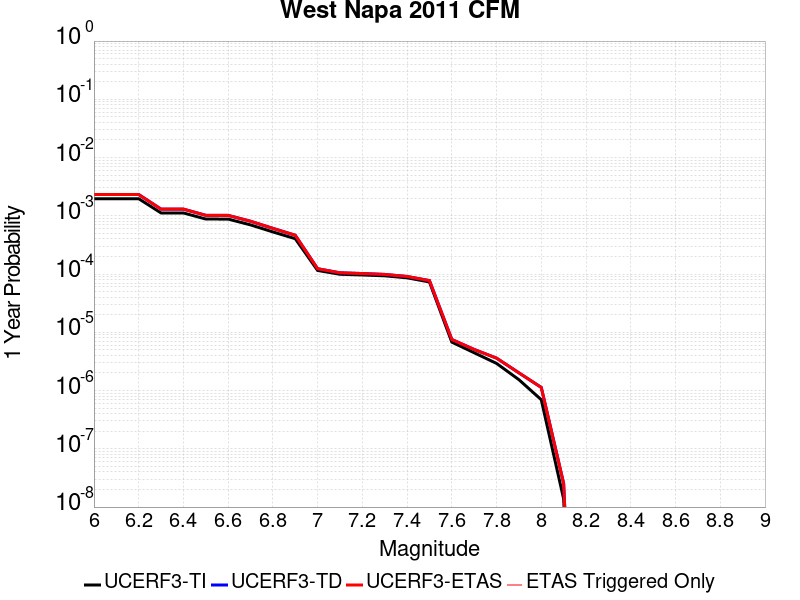 West Napa 2011 CFM
10^0
10^-1
10^-2
10^-3
10^-4
10^-5
10^-6
10^-7
10^-8
1 Year Probability
6 6.2 6.4 6.6 6.8 7 7.2 7.4 7.6 7.8 8 8.2 8.4 8.6 8.8 9
Magnitude
UCERF3-TI UCERF3-TD UCERF3-ETAS ETAS Triggered Only